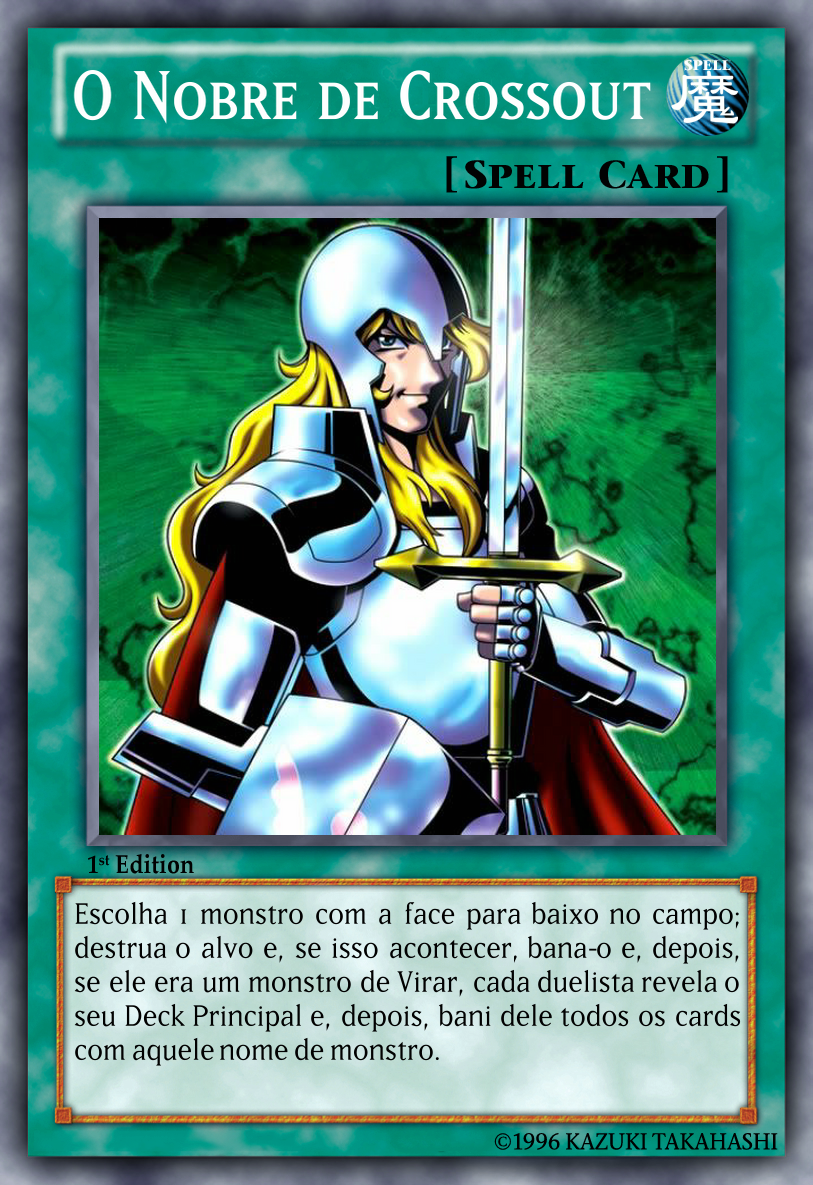 O Nobre de Crossout
SPELL
魔
[Spell Card]
1st Edition
Escolha 1 monstro com a face para baixo no campo;
destrua o alvo e, se isso acontecer, bana-o e, depois,
se ele era um monstro de Virar, cada duelista revela o
seu Deck Principal e, depois, bani dele todos os cards
com aquele nome de monstro.
©1996 KAZUKI TAKAHASHI